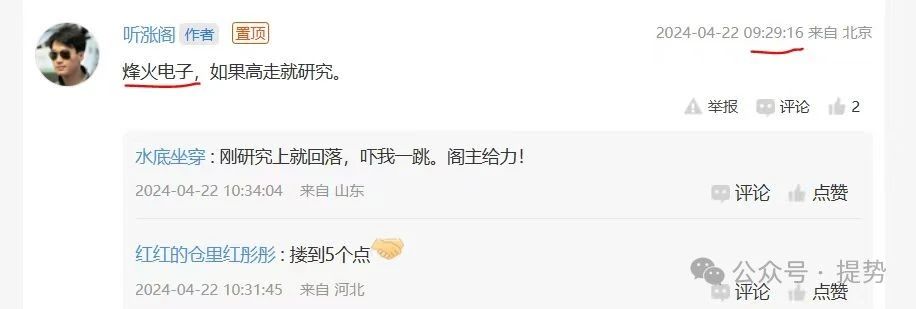 听涨阁 作者 置顶 2024-04-22 09:29:16 来自 北京
烽火电子，如果高走就研究。
举报 评论 2
水底坐穿 : 刚研究上就回落，吓我一跳。阁主给力！
2024-04-22 10:34:04 来自 山东 评论 点赞
红红的仓里红彤彤 : 搂到5个点
公众号 · 提势
2024-04-22 10:31:45 来自 河北 评论 点赞